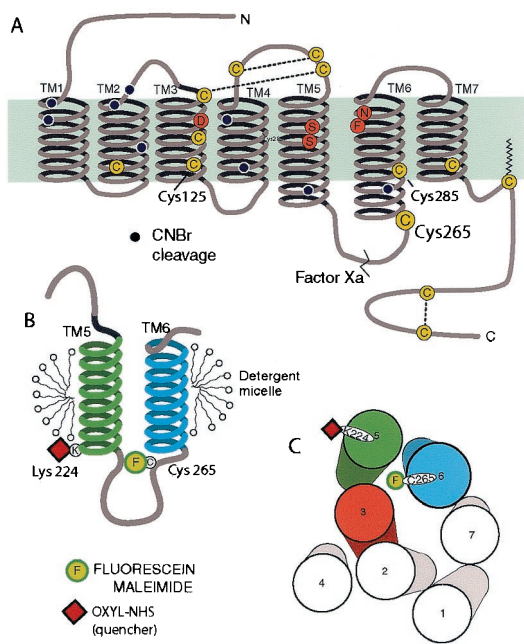 A
N
TM1
TM2
TM3
TM4
TM5
TM6
TM7
C
C
C
C
D
C
C
C
S
S
N
F
C
C
C
C
Cys125
Cys285
Cys265
CNBr
cleavage
Factor Xa
C
C
C
B
TM5
TM6
Detergent
micelle
K
F
C
Lys 224
Cys 265
F
FLUORESCEIN
MALEIMIDE
OXYL-NHS
(quencher)
C
K224
5
F
C265
6
3
7
4
2
1